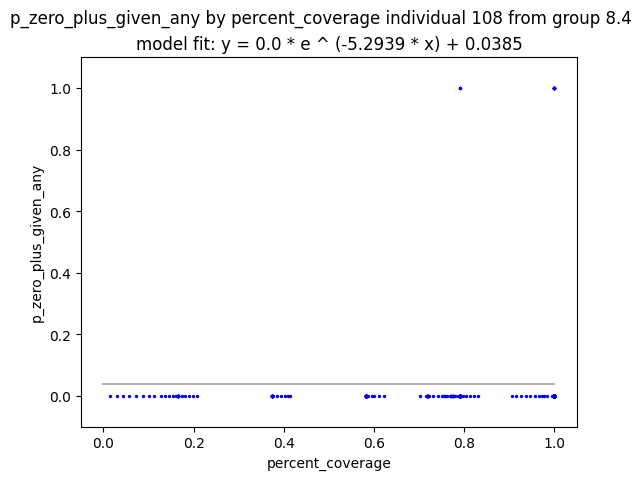 p_zero_plus_given_any by percent_coverage individual 108 from group 8.4
model fit: y = 0.0 * e ^ (-5.2939 * x) + 0.0385
p_zero_plus_given_any
1.0
0.8
0.6
0.4
0.2
0.0
0.0 0.2 0.4 0.6 0.8 1.0
percent_coverage